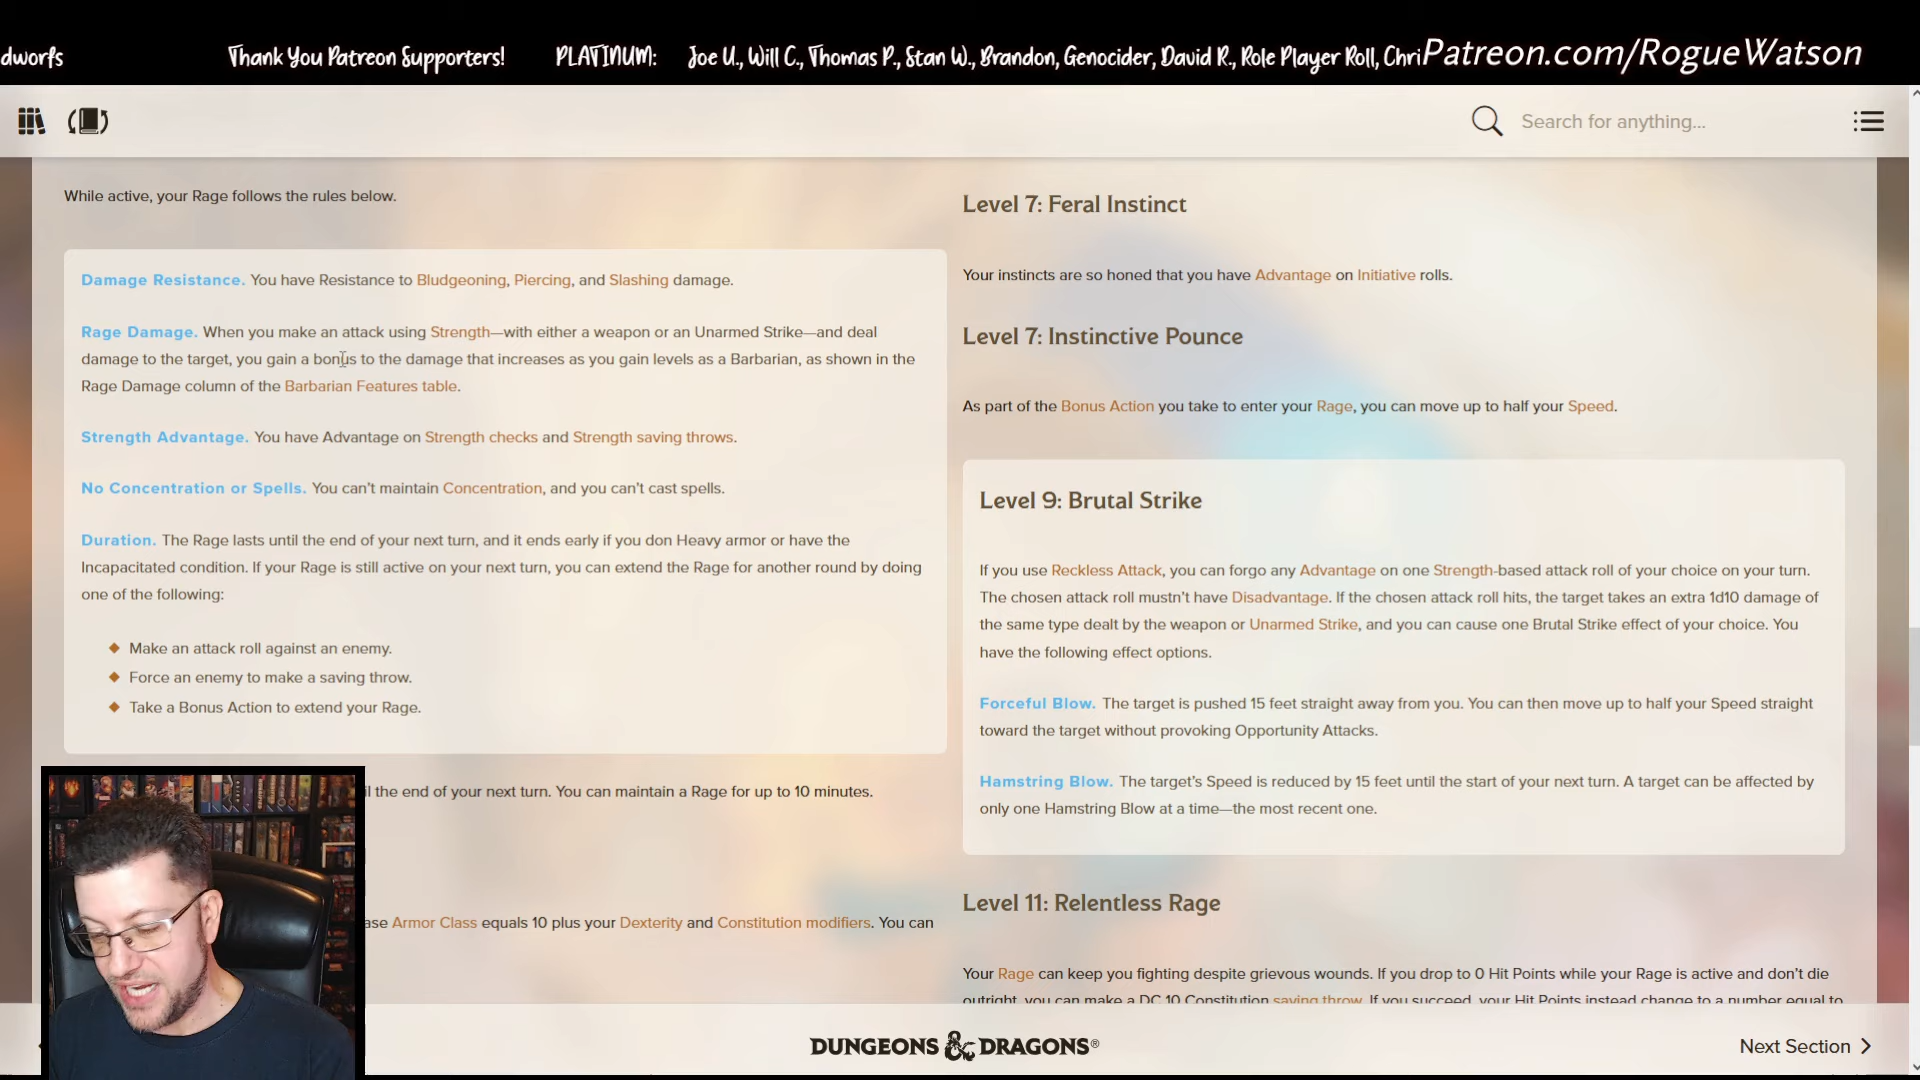 dworfs Thank You Patreon Supporters! PLATINUM: Joe U., Will C., Thomas P., Stan W., Brandon, Genocider, David R., Role Player Roll, Chri Patreon.com/RogueWatson
Search for anything...
While active, your Rage follows the rules below.
Damage Resistance. You have Resistance to Bludgeoning, Piercing, and Slashing damage.
Rage Damage. When you make an attack using Strength—with either a weapon or an Unarmed Strike—and deal
damage to the target, you gain a bonus to the damage that increases as you gain levels as a Barbarian, as shown in the
Rage Damage column of the Barbarian Features table.
Strength Advantage. You have Advantage on Strength checks and Strength saving throws.
No Concentration or Spells. You can't maintain Concentration, and you can't cast spells.
Duration. The Rage lasts until the end of your next turn, and it ends early if you don Heavy armor or have the
Incapacitated condition. If your Rage is still active on your next turn, you can extend the Rage for another round by doing
one of the following:
Make an attack roll against an enemy.
Force an enemy to make a saving throw.
Take a Bonus Action to extend your Rage.
l the end of your next turn. You can maintain a Rage for up to 10 minutes.
ase Armor Class equals 10 plus your Dexterity and Constitution modifiers. You can
Level 7: Feral Instinct
Your instincts are so honed that you have Advantage on Initiative rolls.
Level 7: Instinctive Pounce
As part of the Bonus Action you take to enter your Rage, you can move up to half your Speed.
Level 9: Brutal Strike
If you use Reckless Attack, you can forgo any Advantage on one Strength-based attack roll of your choice on your turn.
The chosen attack roll mustn't have Disadvantage. If the chosen attack roll hits, the target takes an extra 1d10 damage of
the same type dealt by the weapon or Unarmed Strike, and you can cause one Brutal Strike effect of your choice. You
have the following effect options.
Forceful Blow. The target is pushed 15 feet straight away from you. You can then move up to half your Speed straight
toward the target without provoking Opportunity Attacks.
Hamstring Blow. The target's Speed is reduced by 15 feet until the start of your next turn. A target can be affected by
only one Hamstring Blow at a time—the most recent one.
Level 11: Relentless Rage
Your Rage can keep you fighting despite grievous wounds. If you drop to 0 Hit Points while your Rage is active and don't die
outright, you can make a DC 10 Constitution saving throw. If you succeed, your Hit Points instead change to a number equal to
DUNGEONS & DRAGONS®
Next Section